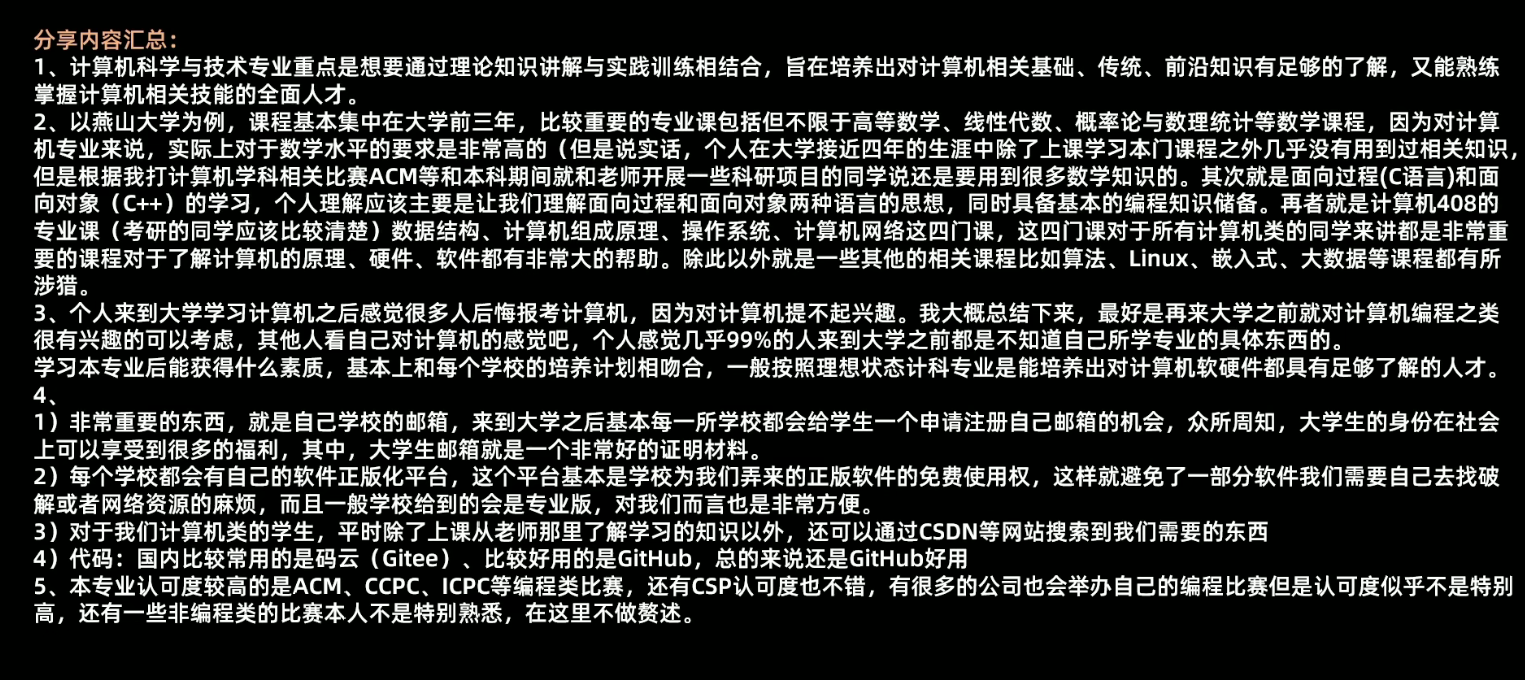 分享内容汇总：
1、计算机科学与技术专业重点是想要通过理论知识讲解与实践训练相结合，旨在培养出对计算机相关基础、传统、前沿知识有足够的了解，又能熟练
掌握计算机相关技能的全面人才。
2、以燕山大学为例，课程基本集中在大学前三年，比较重要的专业课包括但不限于高等数学、线性代数、概率论与数理统计等数学课程，因为对计算
机专业来说，实际上对于数学水平的要求是非常高的（但是说实话，个人在大学接近四年的生涯中除了上课学习本门课程之外几乎没有用到过相关知识，
但是根据我打计算机学科相关比赛ACM等和本科期间就和老师开展一些科研项目的同学说还是要用到很多数学知识的。其次就是面向过程(C语言)和面
向对象（C++）的学习，个人理解应该主要是让我们理解面向过程和面向对象两种语言的思想，同时具备基本的编程知识储备。再者就是计算机408的
专业课（考研的同学应该比较清楚）数据结构、计算机组成原理、操作系统、计算机网络这四门课，这四门课对于所有计算机类的同学来讲都是非常重
要的课程对于了解计算机的原理、硬件、软件都有非常大的帮助。除此以外就是一些其他的相关课程比如算法、Linux、嵌入式、大数据等课程都有所
涉猎。
3、个人来到大学学习计算机之后感觉很多人后悔报考计算机，因为对计算机提不起兴趣。我大概总结下来，最好是再来大学之前就对计算机编程之类
很有兴趣的可以考虑，其他人看自己对计算机的感觉吧，个人感觉几乎99%的人来到大学之前都是不知道自己所学专业的具体东西的。
学习本专业后能获得什么素质，基本上和每个学校的培养计划相吻合，一般按照理想状态计科专业是能培养出对计算机软硬件都具有足够了解的人才。
4、
1）非常重要的东西，就是自己学校的邮箱，来到大学之后基本每一所学校都会给学生一个申请注册自己邮箱的机会，众所周知，大学生的身份在社会
上可以享受到很多的福利，其中，大学生邮箱就是一个非常好的证明材料。
2）每个学校都会有自己的软件正版化平台，这个平台基本是学校为我们弄来的正版软件的免费使用权，这样就避免了一部分软件我们需要自己去找破
解或者网络资源的麻烦，而且一般学校给到的会是专业版，对我们而言也是非常方便。
3）对于我们计算机类的学生，平时除了上课从老师那里了解学习的知识以外，还可以通过CSDN等网站搜索到我们需要的东西
4）代码：国内比较常用的是码云（Gitee）、比较好用的是GitHub，总的来说还是GitHub好用
5、本专业认可度较高的是ACM、CCPC、ICPC等编程类比赛，还有CSP认可度也不错，有很多的公司也会举办自己的编程比赛但是认可度似乎不是特别
高，还有一些非编程类的比赛本人不是特别熟悉，在这里不做赘述。